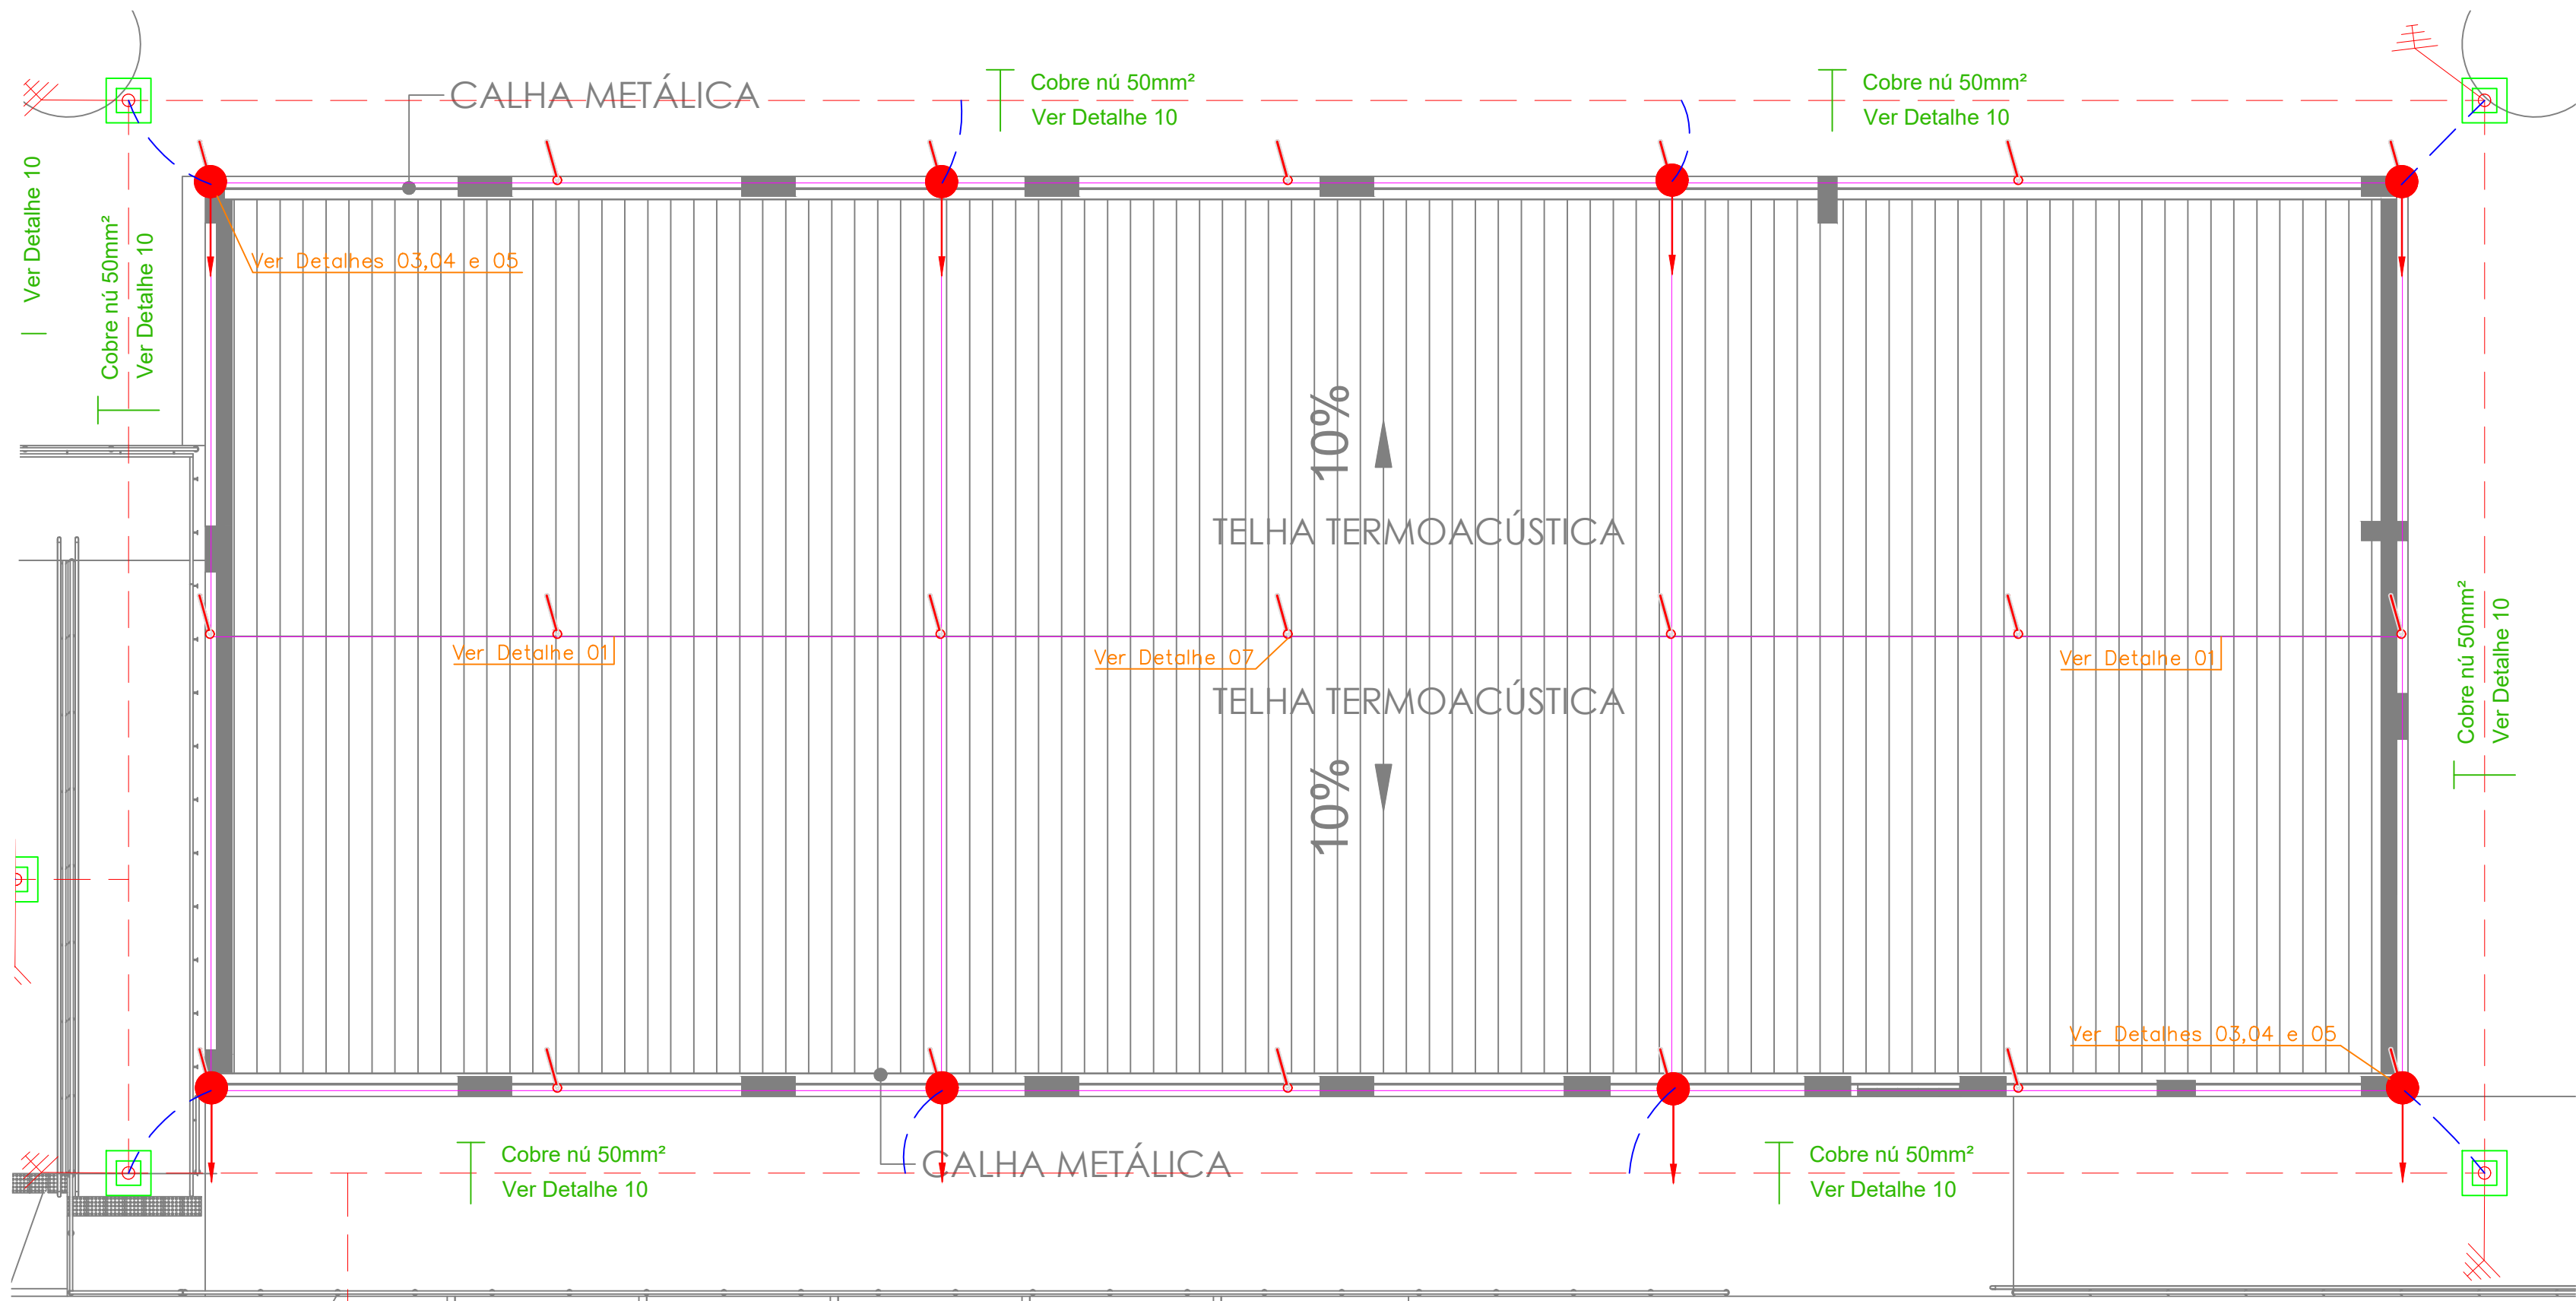 CALHA METÁLICA
Cobre nú 50mm²
Ver Detalhe 10
Cobre nú 50mm²
Ver Detalhe 10
Ver Detalhe 10
Cobre nú 50mm²
Ver Detalhe 10
Ver Detalhes 03,04 e 05
10%
TELHA TERMOACÚSTICA
Ver Detalhe 01
Ver Detalhe 07
Ver Detalhe 01
TELHA TERMOACÚSTICA
10%
Cobre nú 50mm²
Ver Detalhe 10
Ver Detalhes 03,04 e 05
Cobre nú 50mm²
Ver Detalhe 10
CALHA METÁLICA
Cobre nú 50mm²
Ver Detalhe 10